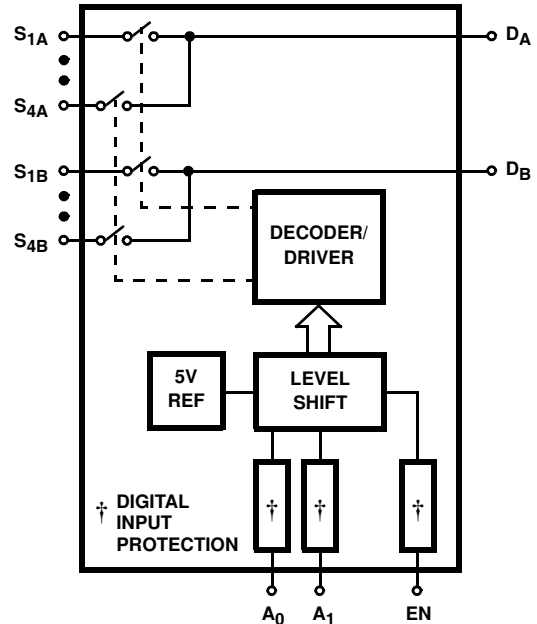 S1A
DA
S4A
S1B
DB
S4B
DECODER/
DRIVER
5V
REF
LEVEL
SHIFT
† DIGITAL
INPUT
PROTECTION
†
†
†
A0
A1
EN